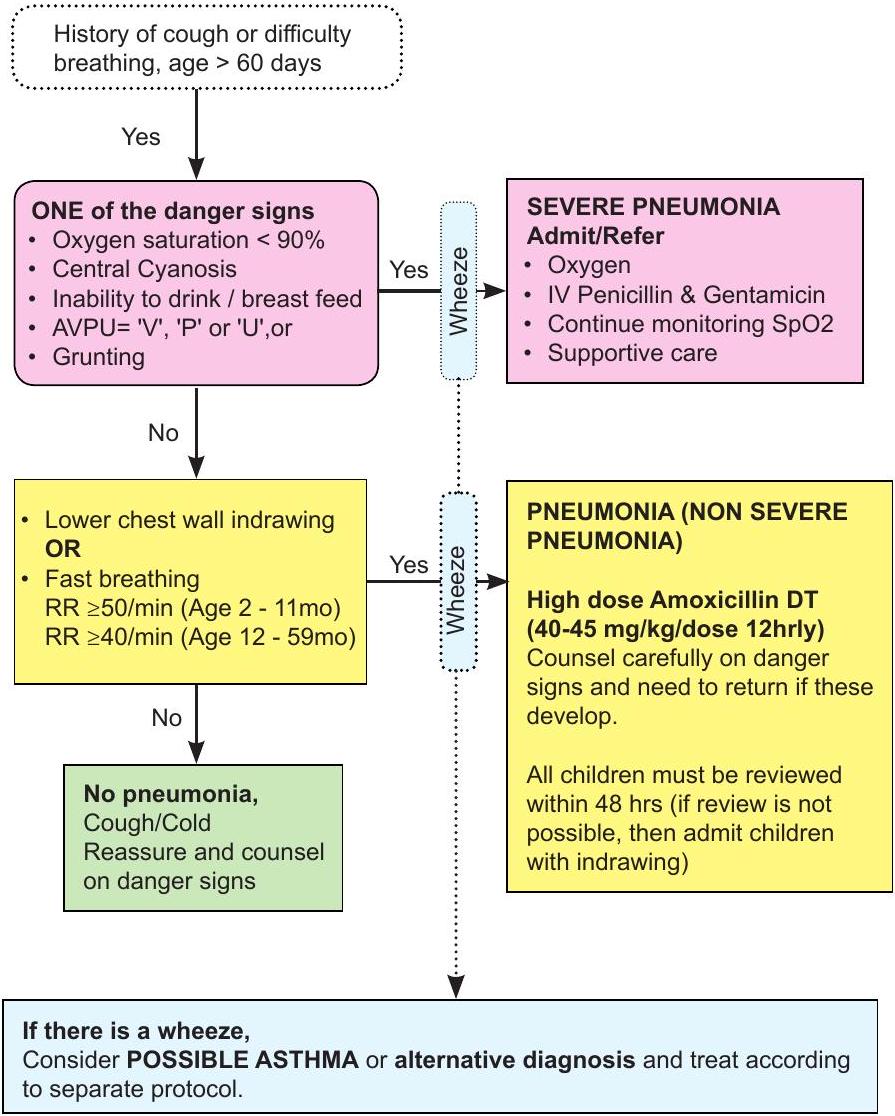 History of cough or difficulty
breathing, age > 60 days
Yes
ONE of the danger signs
• Oxygen saturation < 90%
• Central Cyanosis
• Inability to drink / breast feed
• AVPU= 'V', 'P' or 'U',or
• Grunting
Yes
Wheeze
SEVERE PNEUMONIA
Admit/Refer
• Oxygen
• IV Penicillin & Gentamicin
• Continue monitoring SpO2
• Supportive care
No
• Lower chest wall indrawing
OR
• Fast breathing
RR ≥50/min (Age 2 - 11mo)
RR ≥40/min (Age 12 - 59mo)
Yes
Wheeze
PNEUMONIA (NON SEVERE
PNEUMONIA)
High dose Amoxicillin DT
(40-45 mg/kg/dose 12hrly)
Counsel carefully on danger
signs and need to return if these
develop.
All children must be reviewed
within 48 hrs (if review is not
possible, then admit children
with indrawing)
No
No pneumonia,
Cough/Cold
Reassure and counsel
on danger signs
If there is a wheeze,
Consider POSSIBLE ASTHMA or alternative diagnosis and treat according
to separate protocol.